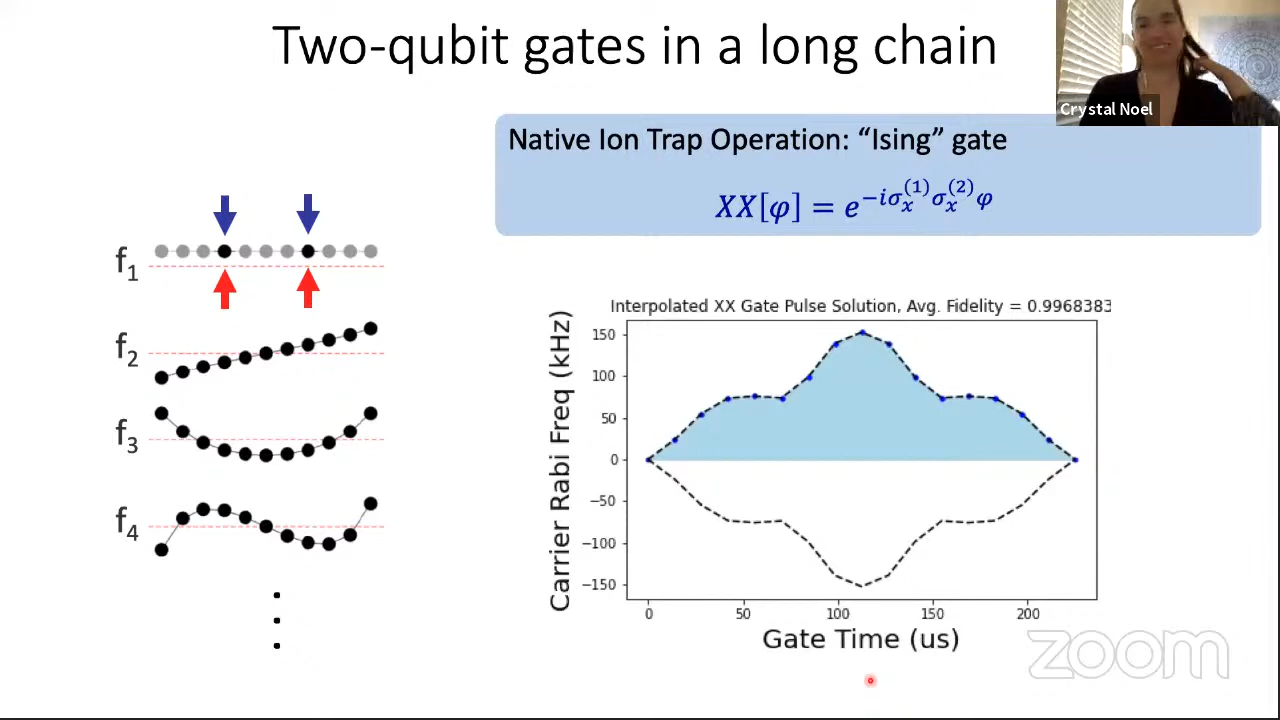 Two-qubit gates in a long chain
Crystal Noel
Native Ion Trap Operation: “Ising” gate
XX[φ] = e^{-iσ_x^{(1)}σ_x^{(2)}φ}
f₁
f₂
f₃
f₄
Interpolated XX Gate Pulse Solution, Avg. Fidelity = 0.9968383
Carrier Rabi Freq (kHz)
150
100
50
0
−50
−100
−150
0 50 100 150 200
Gate Time (us)
zoom